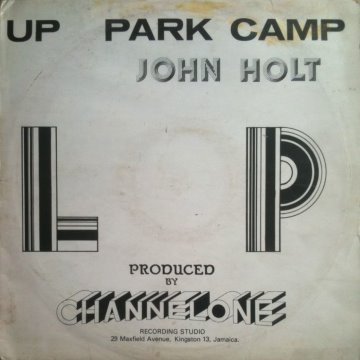 UP PARK CAMP
JOHN HOLT
L P
PRODUCED
BY
CHANNEL ONE
RECORDING STUDIO
29 Maxfield Avenue, Kingston 13, Jamaica.